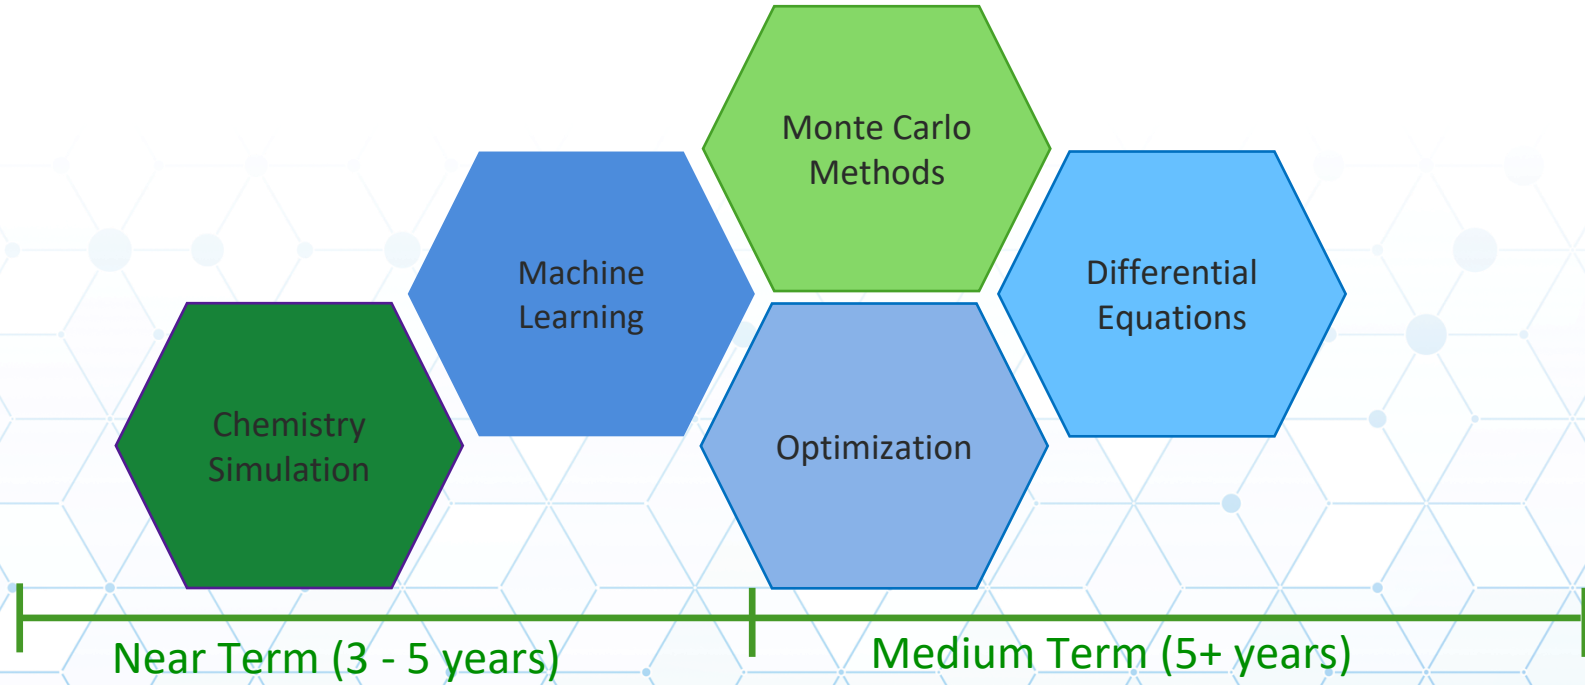 Monte Carlo
Methods
Machine
Learning
Differential
Equations
Chemistry
Simulation
Optimization
Near Term (3 - 5 years)
Medium Term (5+ years)